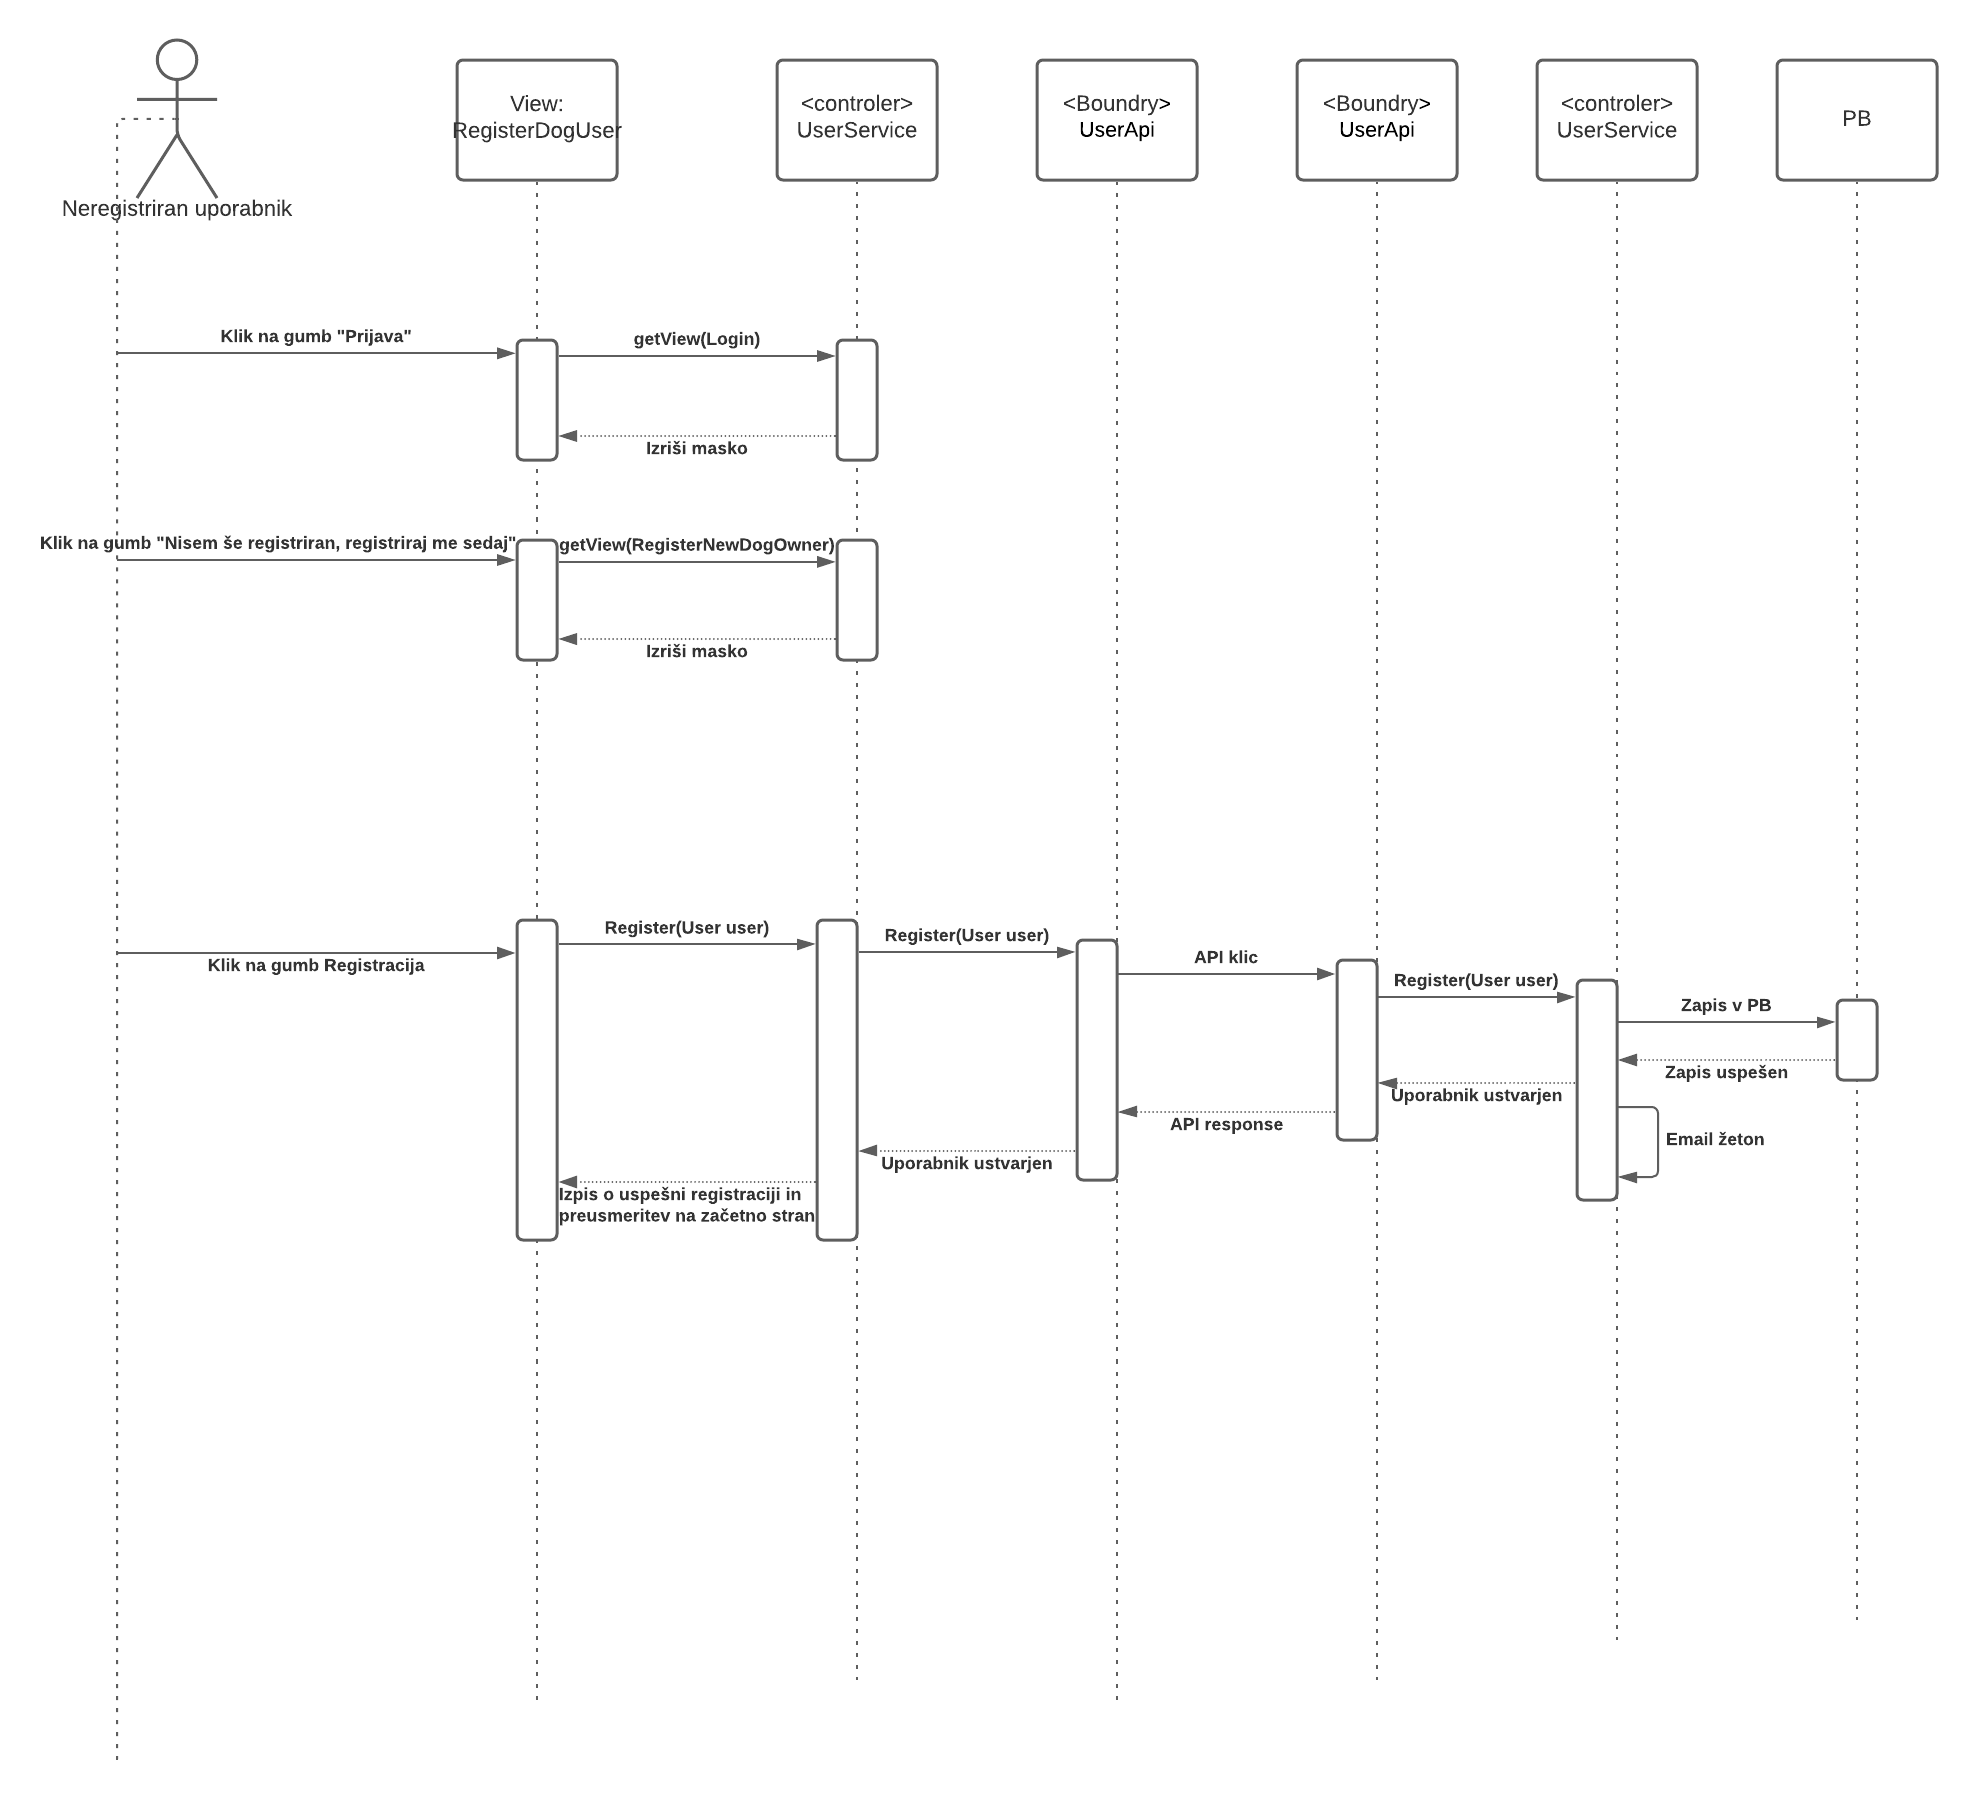 Neregistriran uporabnik
View:
RegisterDogUser
<controler>
UserService
<Boundry>
UserApi
<Boundry>
UserApi
<controler>
UserService
PB
Klik na gumb "Prijava"
getView(Login)
Izriši masko
Klik na gumb "Nisem še registriran, registriraj me sedaj"
getView(RegisterNewDogOwner)
Izriši masko
Klik na gumb Registracija
Register(User user)
Register(User user)
API klic
Register(User user)
Zapis v PB
Zapis uspešen
Uporabnik ustvarjen
API response
Email žeton
Uporabnik ustvarjen
Izpis o uspešni registraciji in
preusmeritev na začetno stran